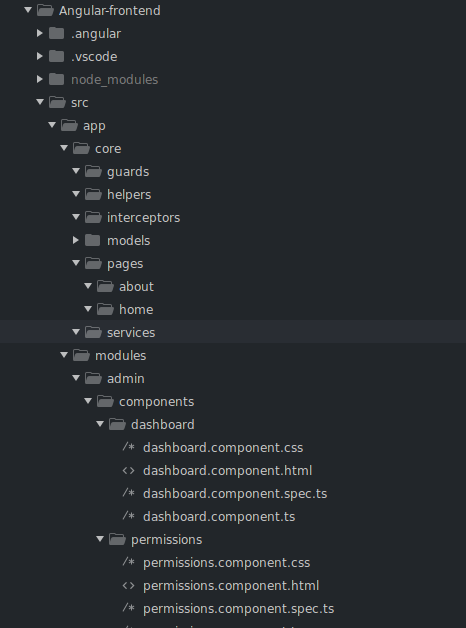 Angular-frontend
.angular
.vscode
node_modules
src
app
core
guards
helpers
interceptors
models
pages
about
home
services
modules
admin
components
dashboard
/* dashboard.component.css
<> dashboard.component.html
/* dashboard.component.spec.ts
/* dashboard.component.ts
permissions
/* permissions.component.css
<> permissions.component.html
/* permissions.component.spec.ts